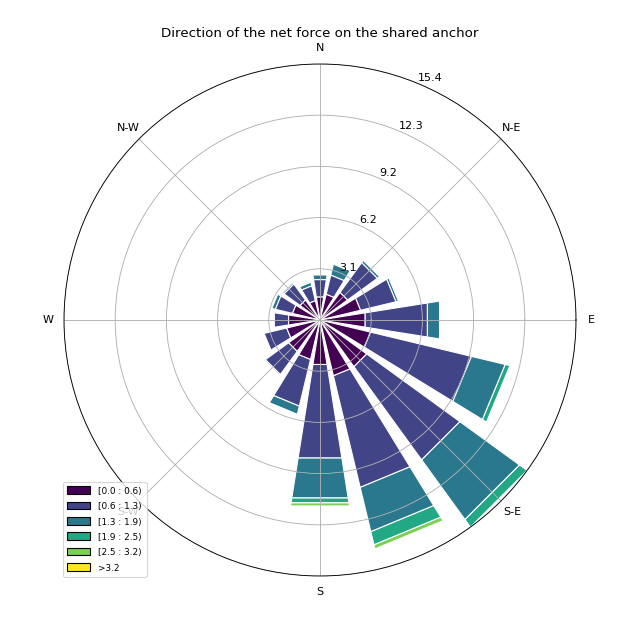 Direction of the net force on the shared anchor
N
15.4
N-W
N-E
12.3
9.2
6.2
3.1
W
E
[0.0 : 0.6)
[0.6 : 1.3)
S-W
S-E
[1.3 : 1.9)
[1.9 : 2.5)
[2.5 : 3.2)
>3.2
S